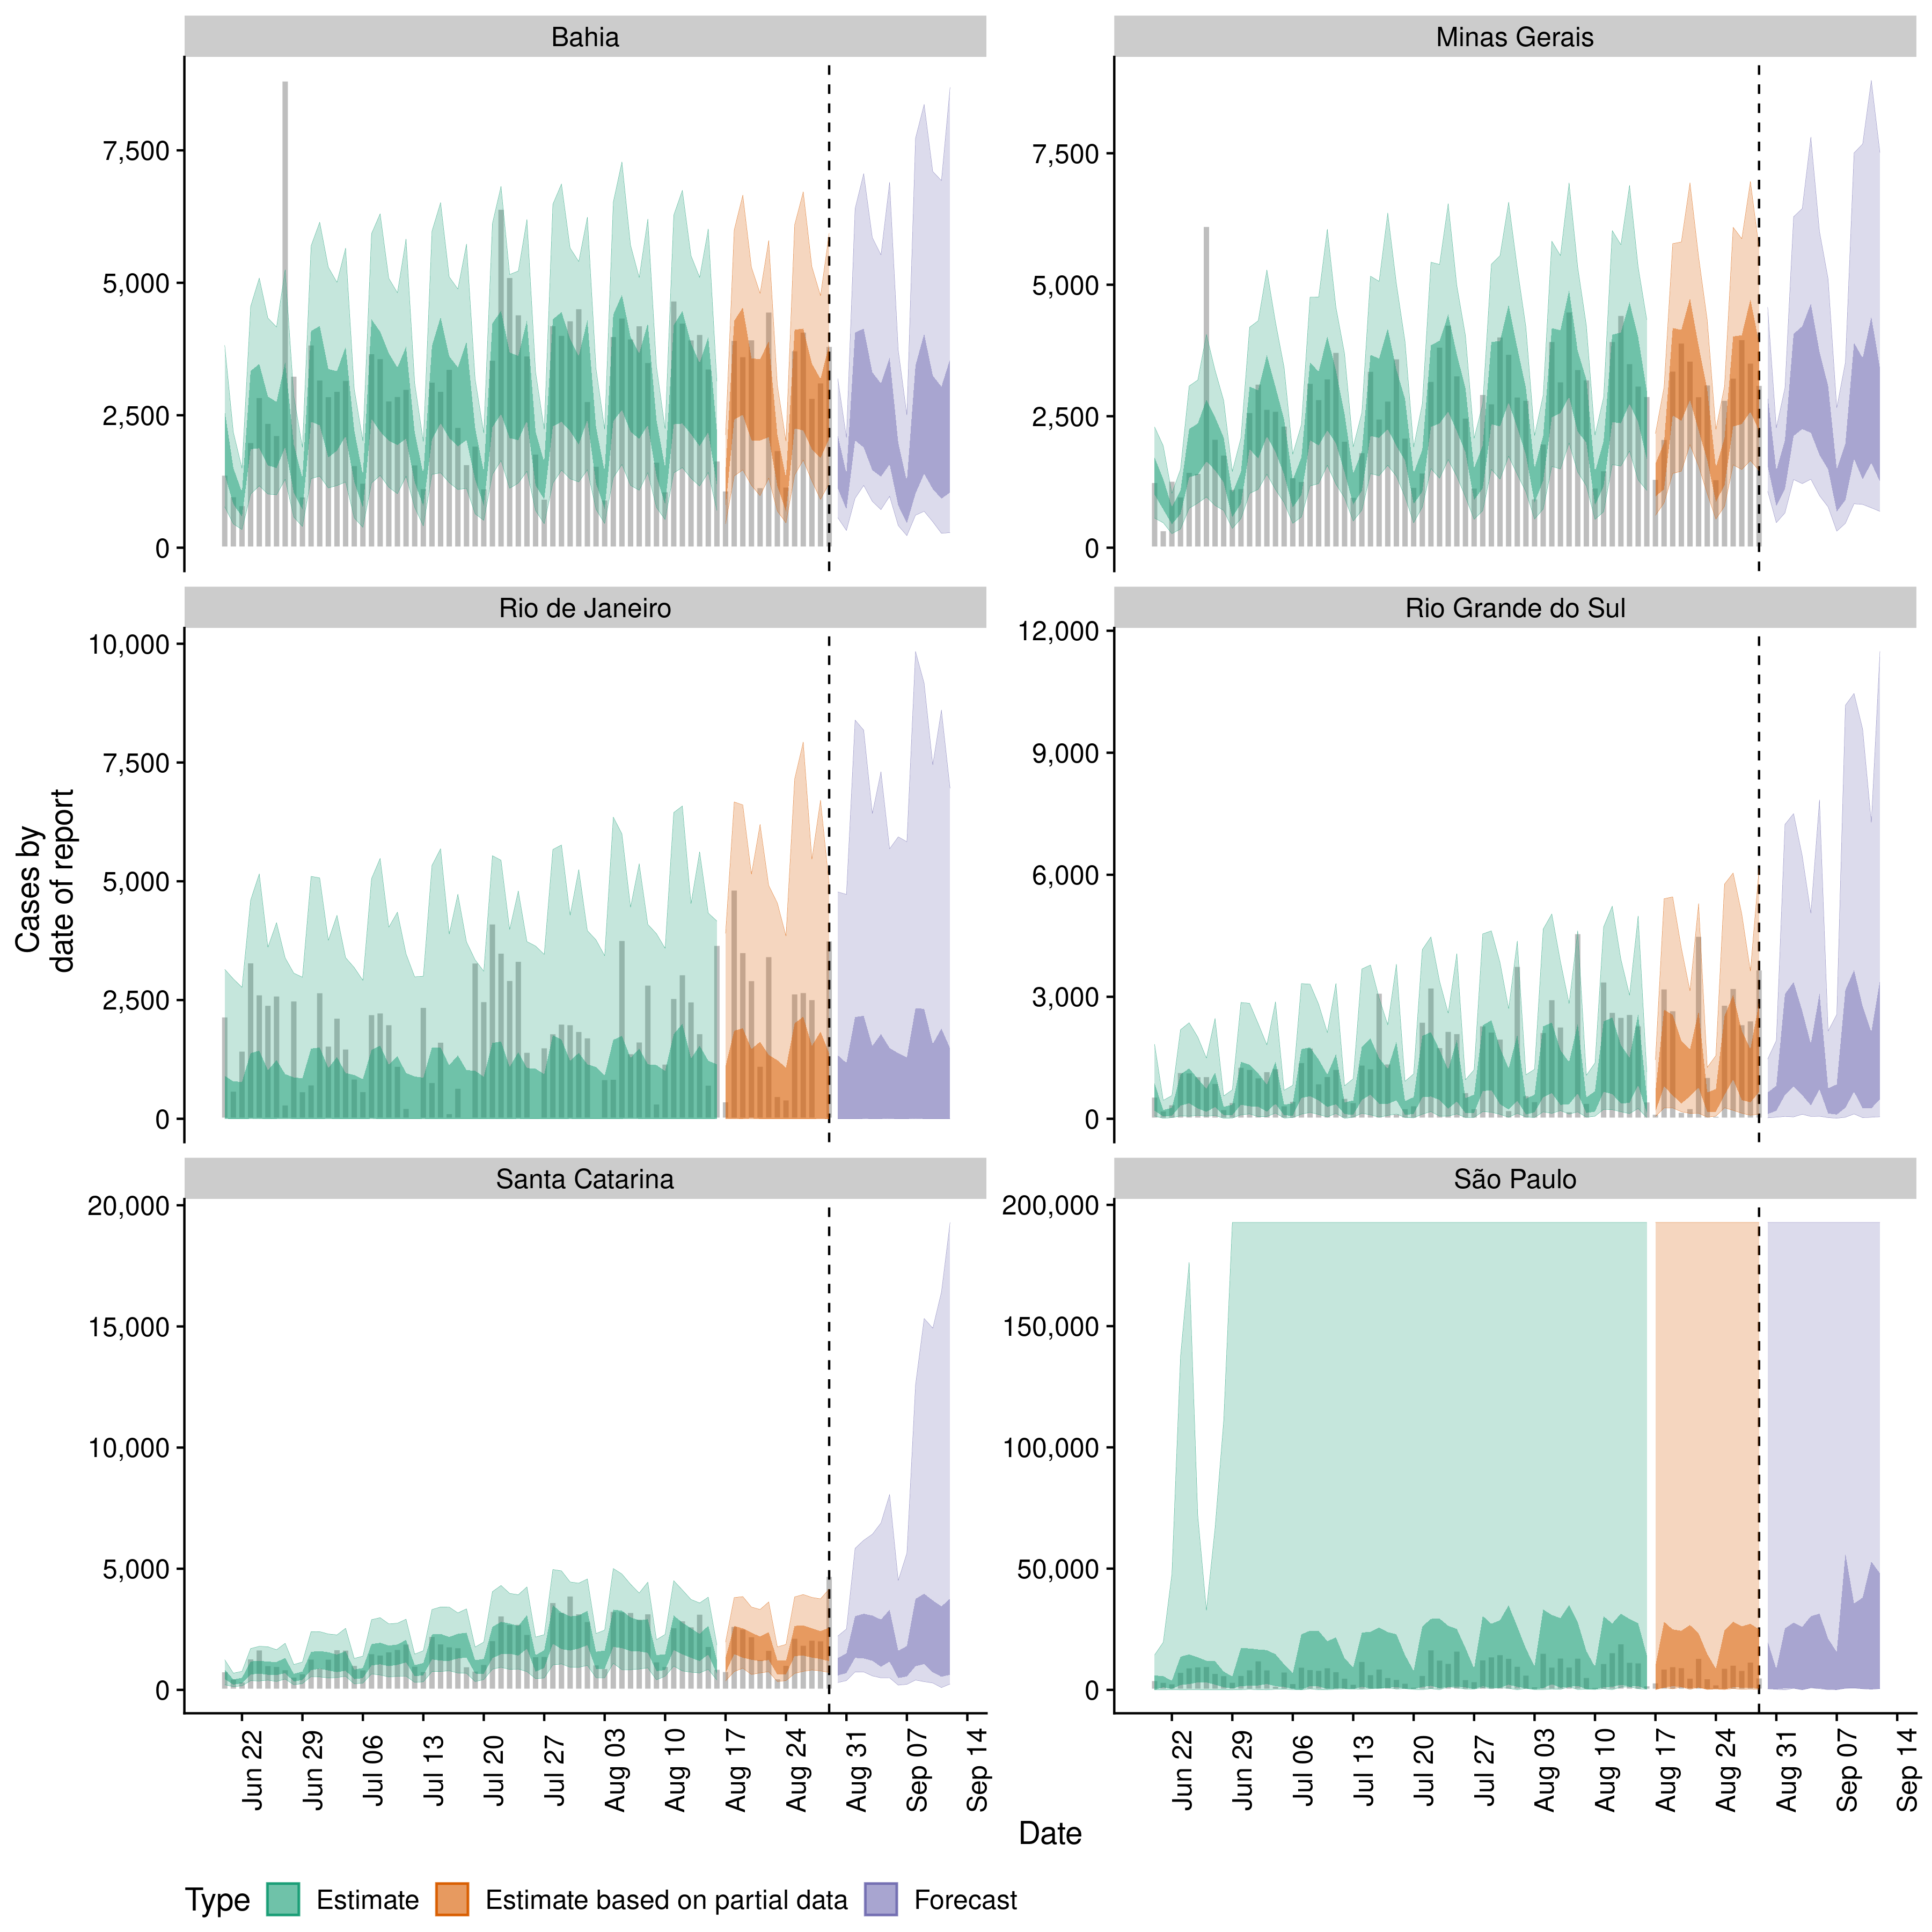 Bahia
Minas Gerais
7,500
5,000
2,500
0
7,500
5,000
2,500
0
Rio de Janeiro
Rio Grande do Sul
10,000
7,500
5,000
2,500
0
12,000
9,000
6,000
3,000
0
Cases by
date of report
Santa Catarina
São Paulo
20,000
15,000
10,000
5,000
0
200,000
150,000
100,000
50,000
0
Jun 22
Jun 29
Jul 06
Jul 13
Jul 20
Jul 27
Aug 03
Aug 10
Aug 17
Aug 24
Aug 31
Sep 07
Sep 14
Jun 22
Jun 29
Jul 06
Jul 13
Jul 20
Jul 27
Aug 03
Aug 10
Aug 17
Aug 24
Aug 31
Sep 07
Sep 14
Date
Type Estimate Estimate based on partial data Forecast